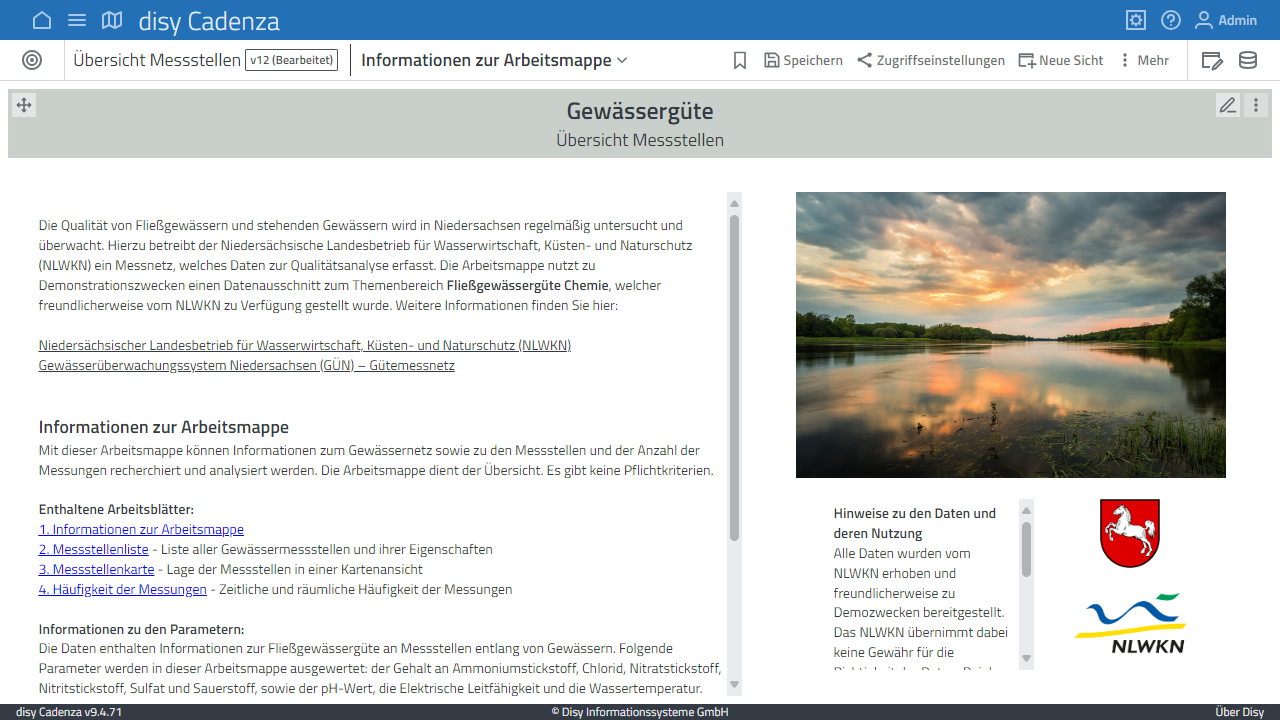 disy Cadenza
Admin
Übersicht Messstellen v12 (Bearbeitet) Informationen zur Arbeitsmappe
Speichern Zugriffseinstellungen Neue Sicht Mehr
Gewässergüte
Übersicht Messstellen
Die Qualität von Fließgewässern und stehenden Gewässern wird in Niedersachsen regelmäßig untersucht und
überwacht. Hierzu betreibt der Niedersächsische Landesbetrieb für Wasserwirtschaft, Küsten- und Naturschutz
(NLWKN) ein Messnetz, welches Daten zur Qualitätsanalyse erfasst. Die Arbeitsmappe nutzt zu
Demonstrationszwecken einen Datenausschnitt zum Themenbereich Fließgewässergüte Chemie, welcher
freundlicherweise vom NLWKN zu Verfügung gestellt wurde. Weitere Informationen finden Sie hier:
Niedersächsischer Landesbetrieb für Wasserwirtschaft, Küsten- und Naturschutz (NLWKN)
Gewässerüberwachungssystem Niedersachsen (GÜN) – Gütemessnetz
Informationen zur Arbeitsmappe
Mit dieser Arbeitsmappe können Informationen zum Gewässernetz sowie zu den Messstellen und der Anzahl der
Messungen recherchiert und analysiert werden. Die Arbeitsmappe dient der Übersicht. Es gibt keine Pflichtkriterien.
Enthaltene Arbeitsblätter:
1. Informationen zur Arbeitsmappe
2. Messstellenliste - Liste aller Gewässermessstellen und ihrer Eigenschaften
3. Messstellenkarte - Lage der Messstellen in einer Kartenansicht
4. Häufigkeit der Messungen - Zeitliche und räumliche Häufigkeit der Messungen
Informationen zu den Parametern:
Die Daten enthalten Informationen zur Fließgewässergüte an Messstellen entlang von Gewässern. Folgende
Parameter werden in dieser Arbeitsmappe ausgewertet: der Gehalt an Ammoniumstickstoff, Chlorid, Nitratstickstoff,
Nitritstickstoff, Sulfat und Sauerstoff, sowie der pH-Wert, die Elektrische Leitfähigkeit und die Wassertemperatur.
Hinweise zu den Daten und
deren Nutzung
Alle Daten wurden vom
NLWKN erhoben und
freundlicherweise zu
Demozwecken bereitgestellt.
Das NLWKN übernimmt dabei
keine Gewähr für die
NLWKN
disy Cadenza v9.4.71
© Disy Informationssysteme GmbH
Über Disy